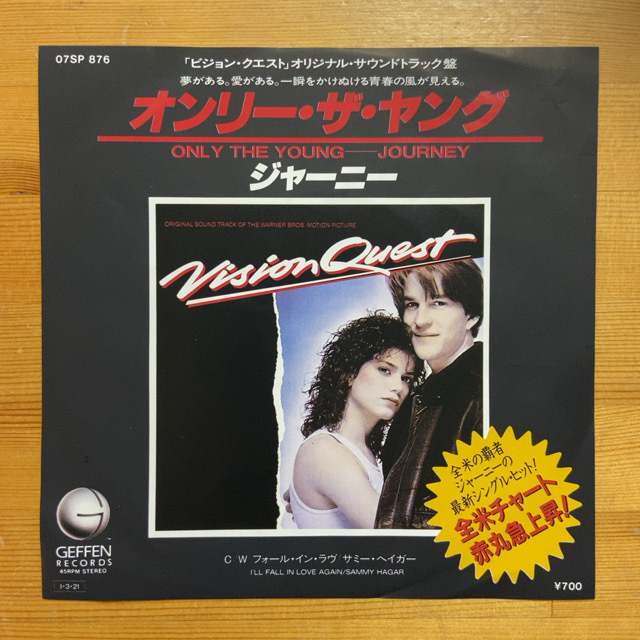 07SP 876
「ビジョン・クエスト」オリジナル・サウンドトラック盤
夢がある。愛がある。一瞬をかけぬける青春の風が見える。
オンリー・ザ・ヤング
ONLY THE YOUNG——JOURNEY
ジャーニー
ORIGINAL SOUND TRACK OF THE WARNER BROS. MOTION PICTURE
Vision Quest
全米の覇者
ジャーニーの
最新シングル・セット!
全米チャート
赤丸急上昇!
GEFFEN
RECORDS
45RPM STEREO
1・3・21
C/W フォール・イン・ラヴ/サミー・ヘイガー
I'LL FALL IN LOVE AGAIN/SAMMY HAGAR
¥700